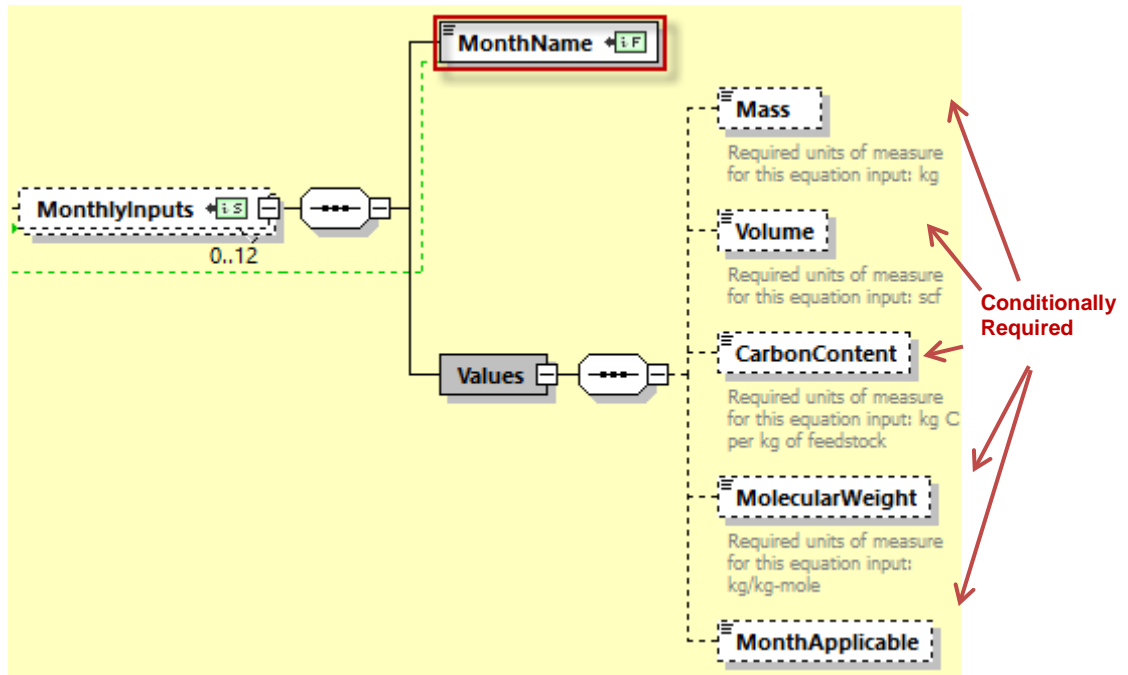 MonthName iF
Mass
Required units of measure
for this equation input: kg
MonthlyInputs iS
0..12
Volume
Required units of measure
for this equation input: scf
Conditionally
Required
CarbonContent
Required units of measure
for this equation input: kg C
per kg of feedstock
Values
MolecularWeight
Required units of measure
for this equation input:
kg/kg-mole
MonthApplicable